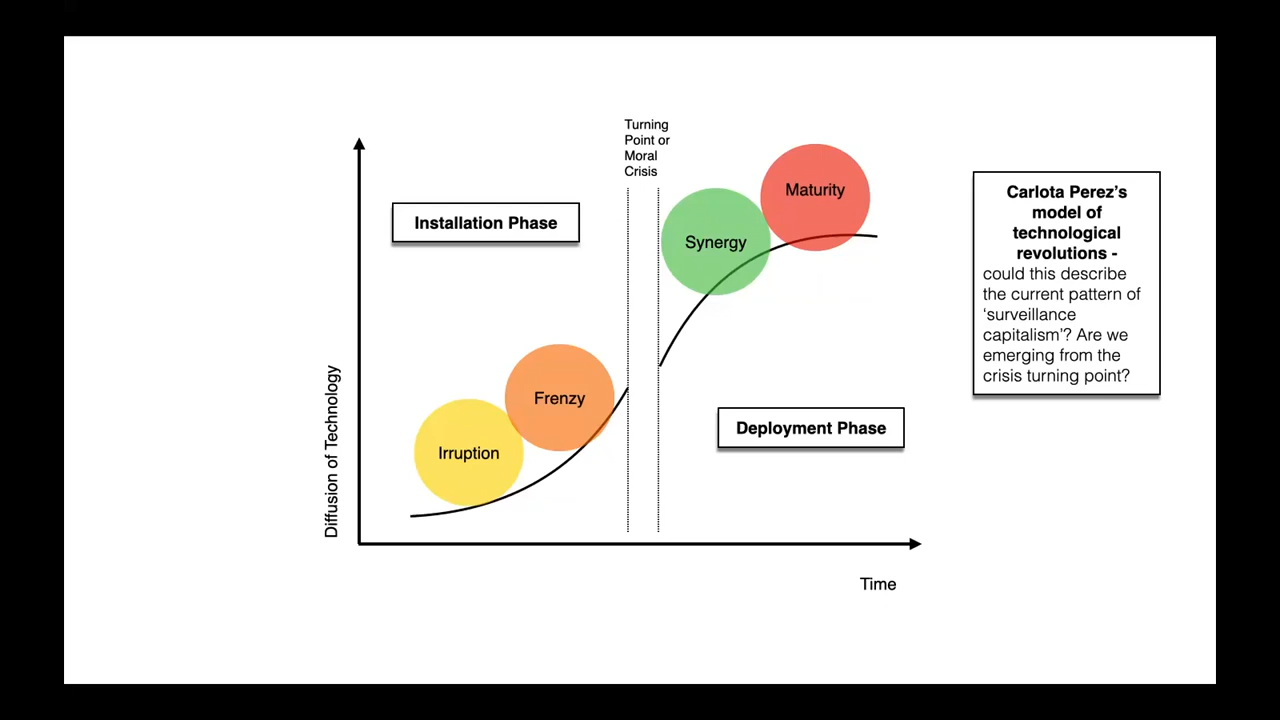 Turning
Point or
Moral
Crisis
Installation Phase
Maturity
Synergy
Frenzy
Irruption
Deployment Phase
Diffusion of Technology
Time
Carlota Perez’s
model of
technological
revolutions -
could this describe
the current pattern of
‘surveillance
capitalism’? Are we
emerging from the
crisis turning point?